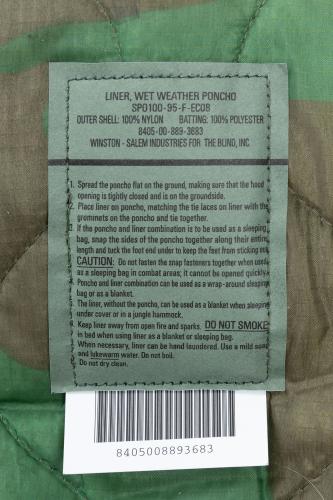 LINER, WET WEATHER PONCHO
SPO100-95-F-EC08
OUTER SHELL: 100% NYLON BATTING: 100% POLYESTER
8405-00-889-3683
WINSTON - SALEM INDUSTRIES FOR THE BLIND, INC
1. Spread the poncho flat on the ground, making sure that the hood
opening is tightly closed and is on the groundside.
2. Place liner on poncho, matching the tie laces on liner with the
grommets on the poncho and tie together.
3. If the poncho and liner combination is to be used as a sleeping
bag, snap the sides of the poncho together along their entire
length and tuck the foot end under to keep the feet from sticking
CAUTION: Do not fasten the snap fasteners together when used
as a sleeping bag in combat areas; it cannot be opened quickly.
Poncho and liner combination can be used as a wrap-around sleeping
bag or as a blanket.
The liner, without the poncho, can be used as a blanket when sleeping
under cover or in a jungle hammock.
Keep liner away from open fire and sparks. DO NOT SMOKE
in bed when using liner as a blanket or sleeping bag.
When necessary, liner can be hand laundered. Use a mild soap
and lukewarm water. Do not boil.
Do not dry clean.
8405008893683